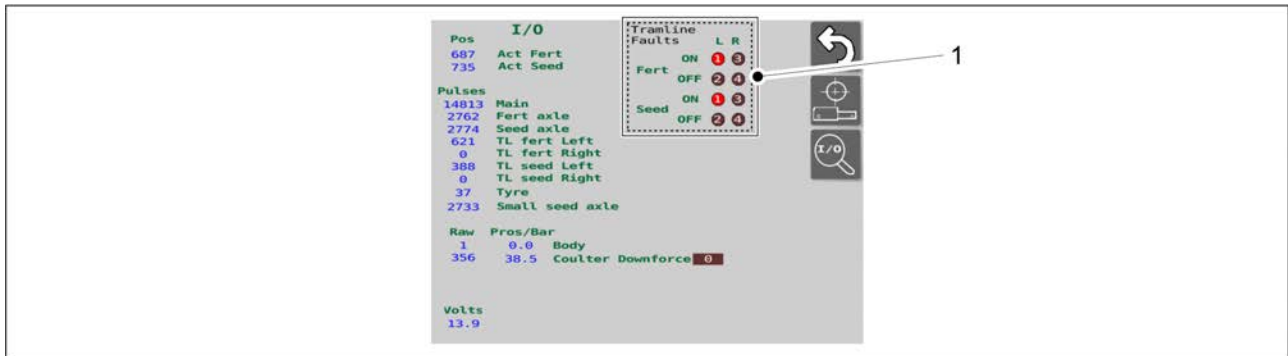 I/O
Pos
687 Act Fert
735 Act Seed
Pulses
14813 Main
2762 Fert axle
2774 Seed axle
621 TL fert Left
0 TL fert Right
388 TL seed Left
0 TL seed Right
37 Tyre
2733 Small seed axle
Raw Pros/Bar
1 0.0 Body
356 38.5 Coulter Downforce 0
Volts
13.9
Tramline
Faults L R
Fert
ON 1 3
OFF 2 4
Seed
ON 1 3
OFF 2 4
I/O
1